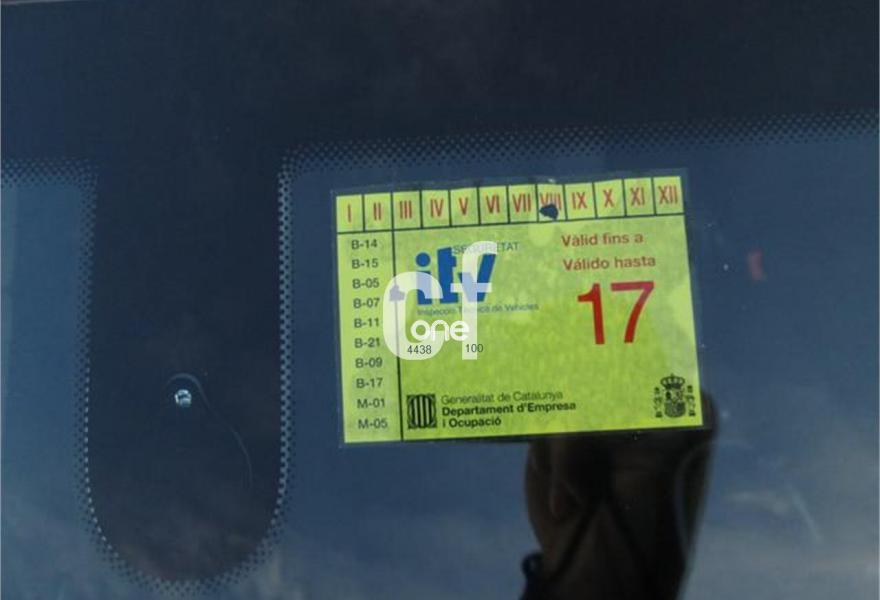 I II III IV V VI VII VIII IX X XI XII
B-14
B-15
B-05
B-07
B-11
B-21
B-09
B-17
M-01
M-05
SEGURETAT
itv
Inspecció Tècnica de Vehicles
4438 100
Vàlid fins a
Válido hasta
17
Generalitat de Catalunya
Departament d'Empresa
i Ocupació
cf
one